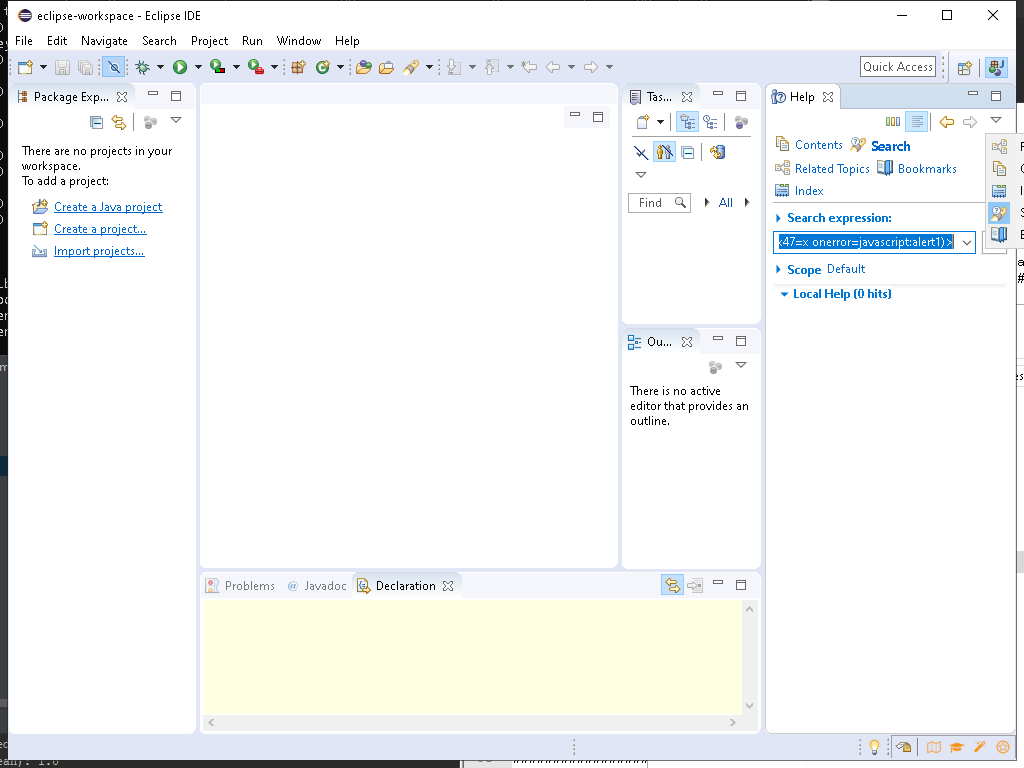 eclipse-workspace - Eclipse IDE
File Edit Navigate Search Project Run Window Help
Quick Access
Package Exp...
There are no projects in your
workspace.
To add a project:
Create a Java project
Create a project...
Import projects...
Tas...
Find
All
Ou...
There is no active
editor that provides an
outline.
Help
Contents Search
Related Topics Bookmarks
Index
Search expression:
<47=x onerror=javascript:alert1)>
Scope Default
Local Help (0 hits)
Problems @ Javadoc Declaration